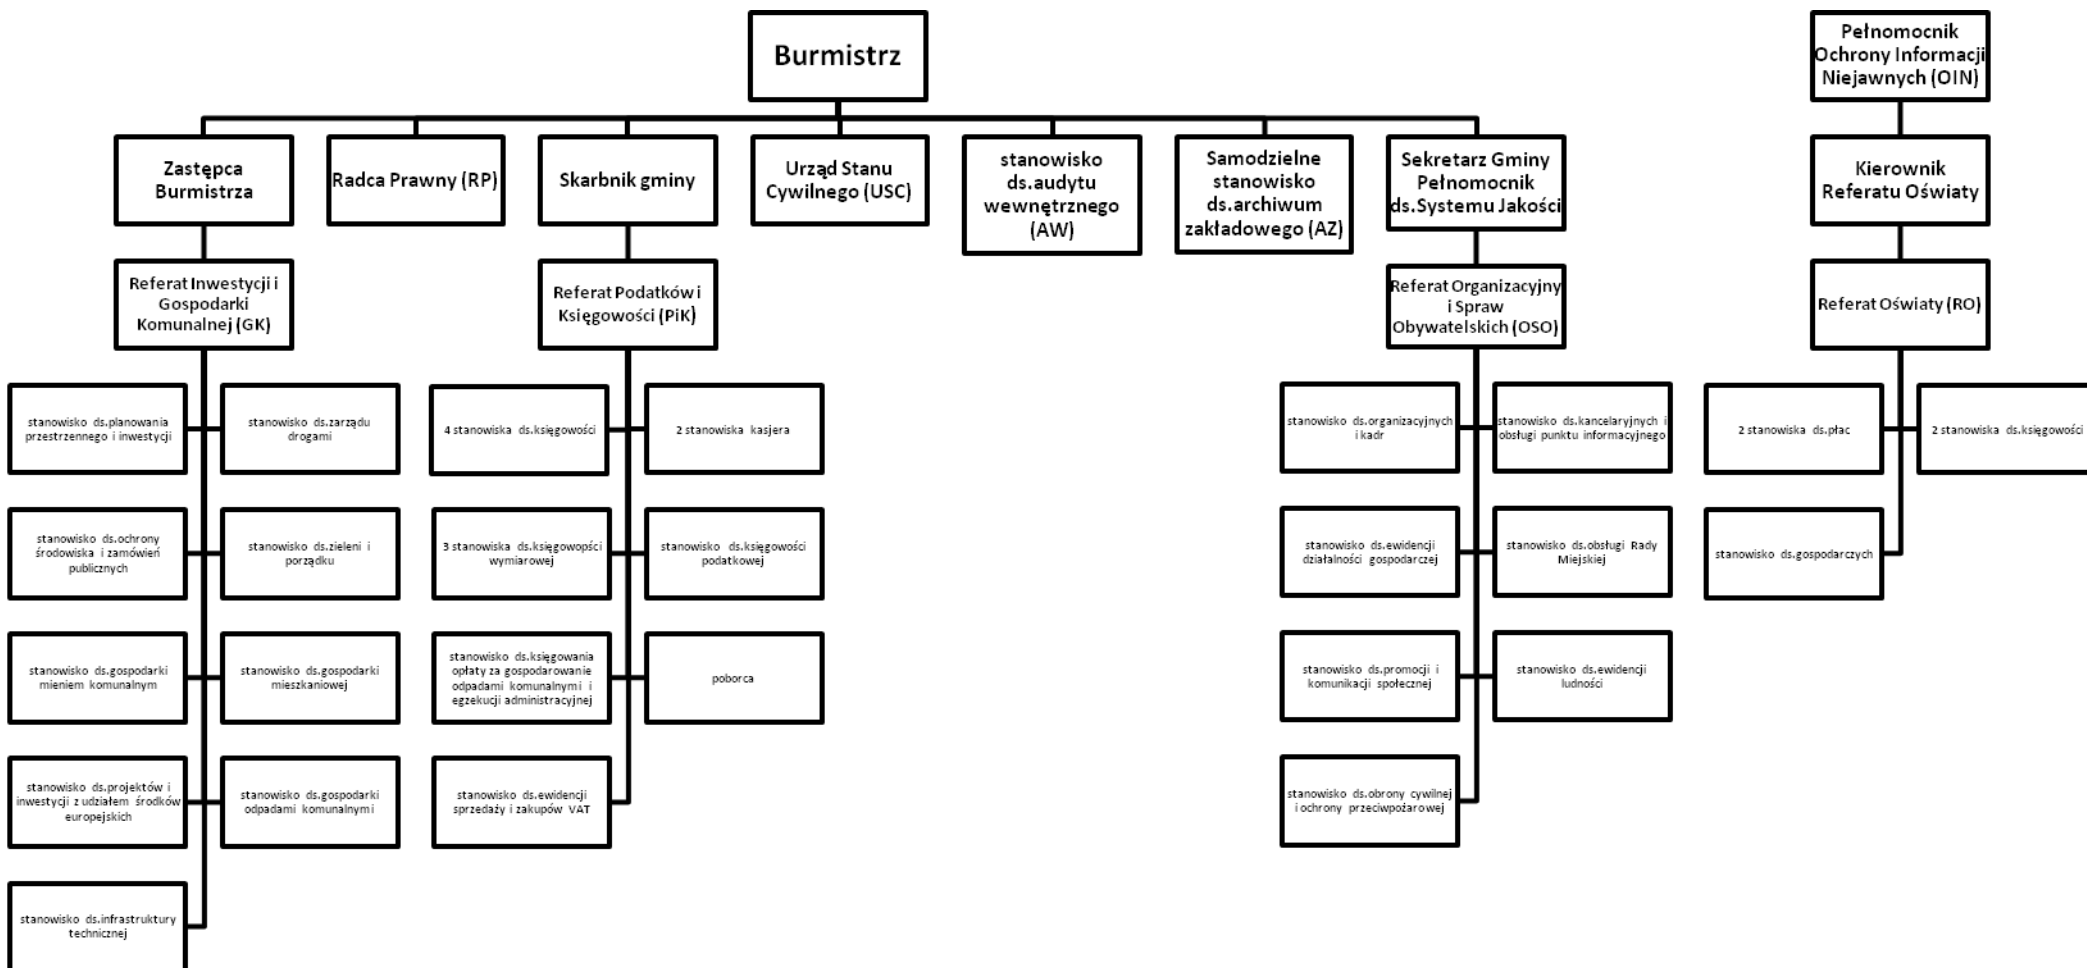 Burmistrz
Pełnomocnik
Ochrony Informacji
Niejawnych (OIN)
Zastępca
Burmistrza
Radca Prawny (RP)
Skarbnik gminy
Urząd Stanu
Cywilnego (USC)
stanowisko
ds.audytu
wewnętrznego
(AW)
Samodzielne
stanowisko
ds.archiwum
zakładowego (AZ)
Sekretarz Gminy
Pełnomocnik
ds.Systemu Jakości
Kierownik
Referatu Oświaty
Referat Inwestycji i
Gospodarki
Komunalnej (GK)
Referat Podatków i
Księgowości (PiK)
Referat Organizacyjny
i Spraw
Obywatelskich (OSO)
Referat Oświaty (RO)
stanowisko ds.planowania
przestrzennego i inwestycji
stanowisko ds.zarządu
drogami
4 stanowiska ds.księgowości
2 stanowiska kasjera
stanowisko ds.organizacyjnych
i kadr
stanowisko ds.kancelaryjnych i
obsługi punktu informacyjnego
2 stanowiska ds.płac
2 stanowiska ds.księgowości
stanowisko ds.ochrony
środowiska i zamówień
publicznych
stanowisko ds.zieleni i
porządku
3 stanowiska ds.księgowopści
wymiarowej
stanowisko ds.księgowości
podatkowej
stanowisko ds.ewidencji
działalności gospodarczej
stanowisko ds.obsługi Rady
Miejskiej
stanowisko ds.gospodarczych
stanowisko ds.gospodarki
mieniem komunalnym
stanowisko ds.gospodarki
mieszkaniowej
stanowisko ds.księgowania
opłaty za gospodarowanie
odpadami komunalnymi i
egzekucji administracyjnej
poborca
stanowisko ds.promocji i
komunikacji społecznej
stanowisko ds.ewidencji
ludności
stanowisko ds.projektów i
inwestycji z udziałem środków
europejskich
stanowisko ds.gospodarki
odpadami komunalnymi
stanowisko ds.ewidencji
sprzedaży i zakupów VAT
stanowisko ds.obrony cywilnej
i ochrony przeciwpożarowej
stanowisko ds.infrastruktury
technicznej